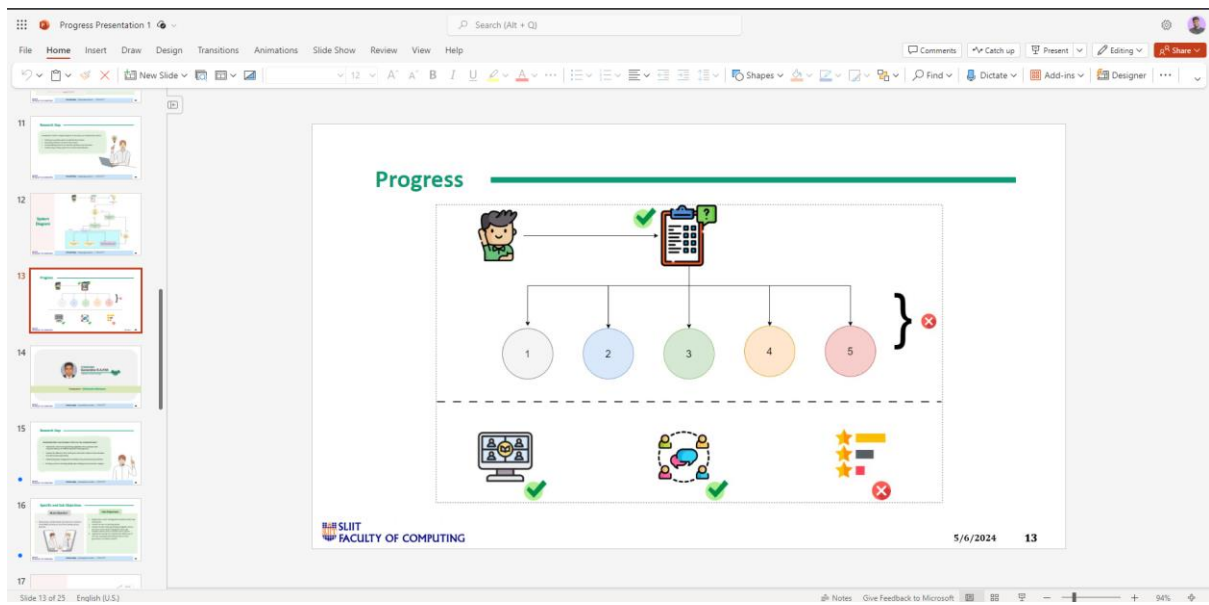 Progress Presentation 1
Search (Alt + Q)
File Home Insert Draw Design Transitions Animations Slide Show Review View Help
Comments Catch up Present Editing Share
New Slide 12 A A B I U A Shapes Find Dictate Add-ins Designer
11
12
13
14
15
16
17
Progress
?
1 2 3 4 5
SLIIT
FACULTY OF COMPUTING
5/6/2024 13
Slide 13 of 25 English (U.S.) Notes Give Feedback to Microsoft 94%